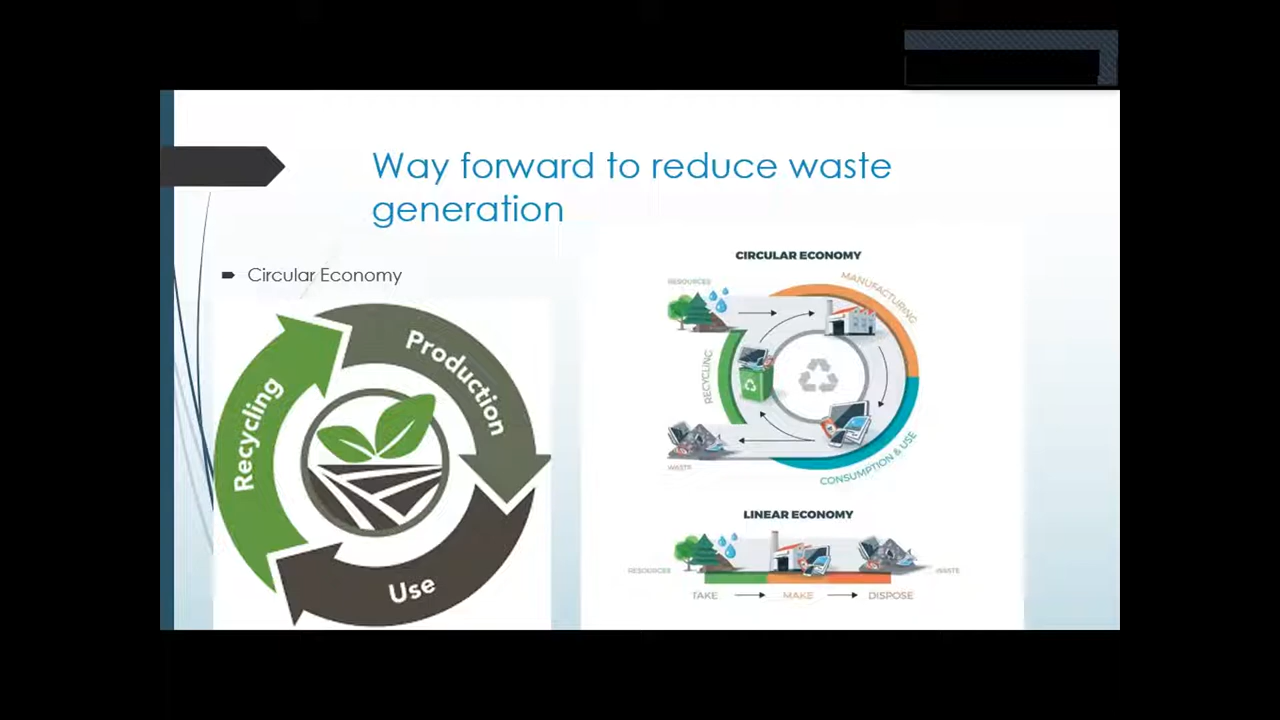 Way forward to reduce waste
generation
Circular Economy
Recycling
Production
Use
CIRCULAR ECONOMY
RESOURCES
MANUFACTURING
RECYCLING
WASTE
CONSUMPTION & USE
LINEAR ECONOMY
RESOURCES
WASTE
TAKE
MAKE
DISPOSE